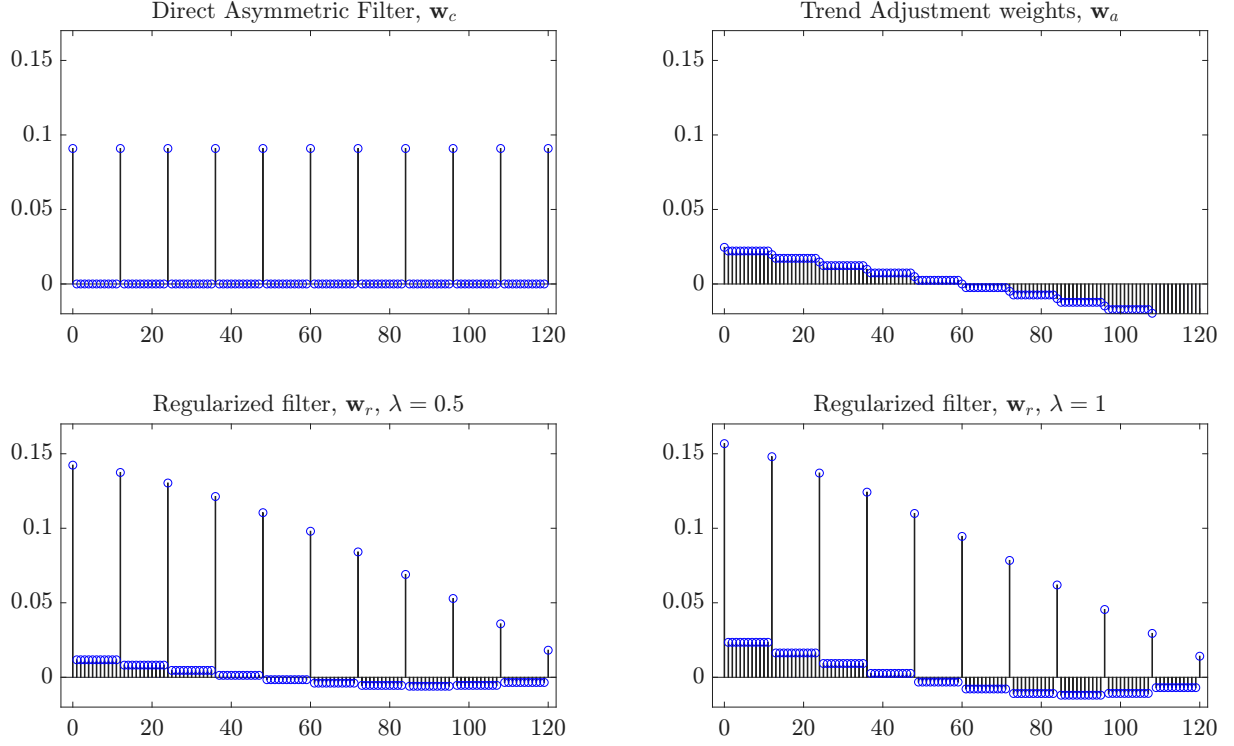 Direct Asymmetric Filter, w_c
0.15
0.1
0.05
0
0 20 40 60 80 100 120
Trend Adjustment weights, w_a
0.15
0.1
0.05
0
0 20 40 60 80 100 120
Regularized filter, w_r, λ = 0.5
0.15
0.1
0.05
0
0 20 40 60 80 100 120
Regularized filter, w_r, λ = 1
0.15
0.1
0.05
0
0 20 40 60 80 100 120